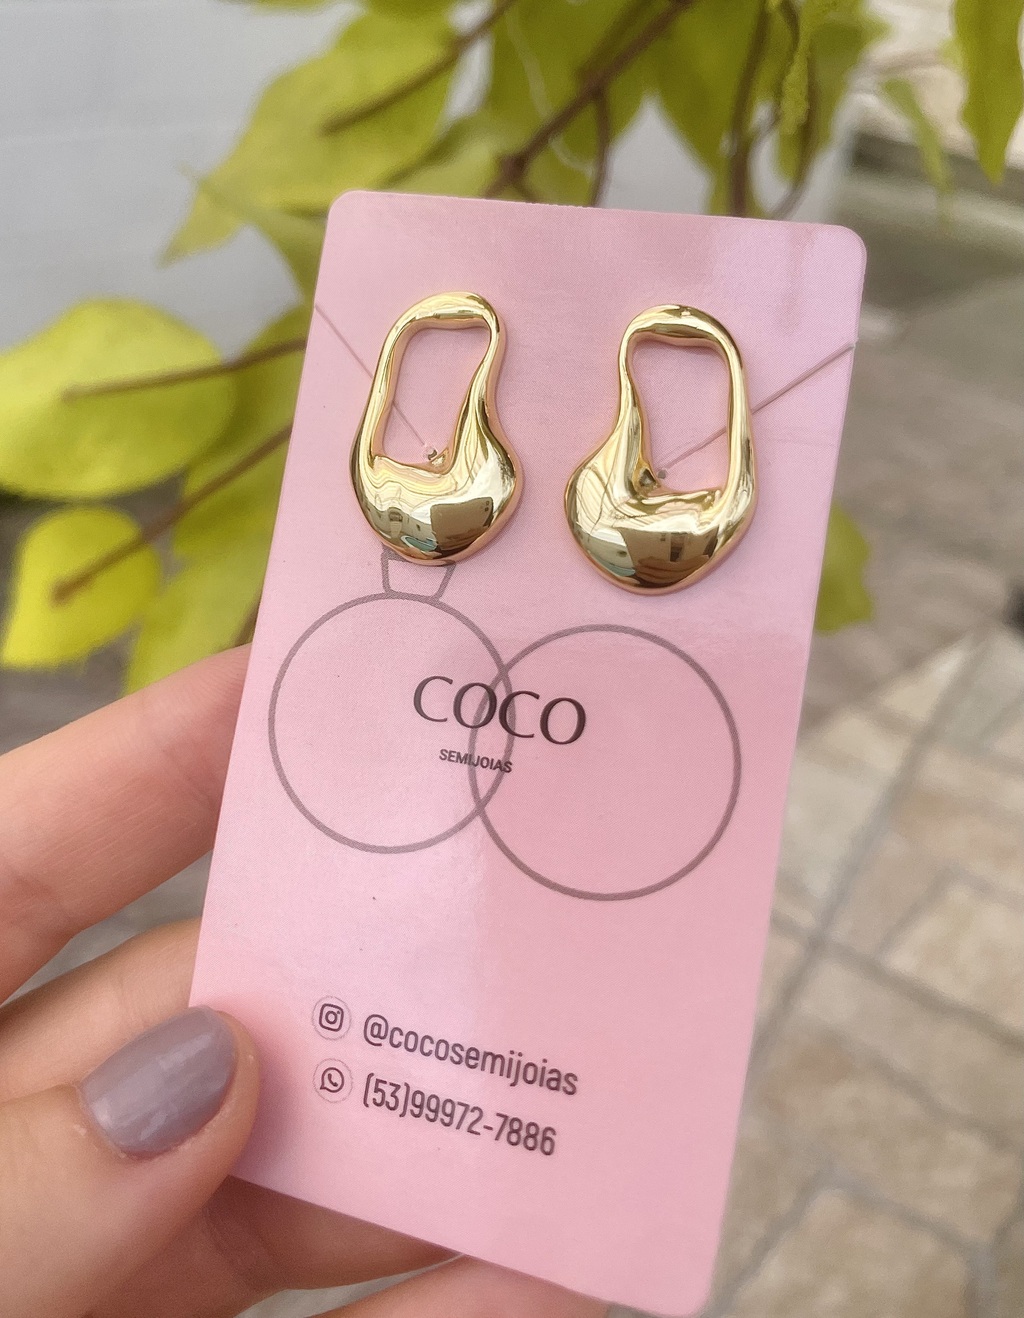 COCO
SEMIJOIAS
@cocosemijoias
(53)99972-7886